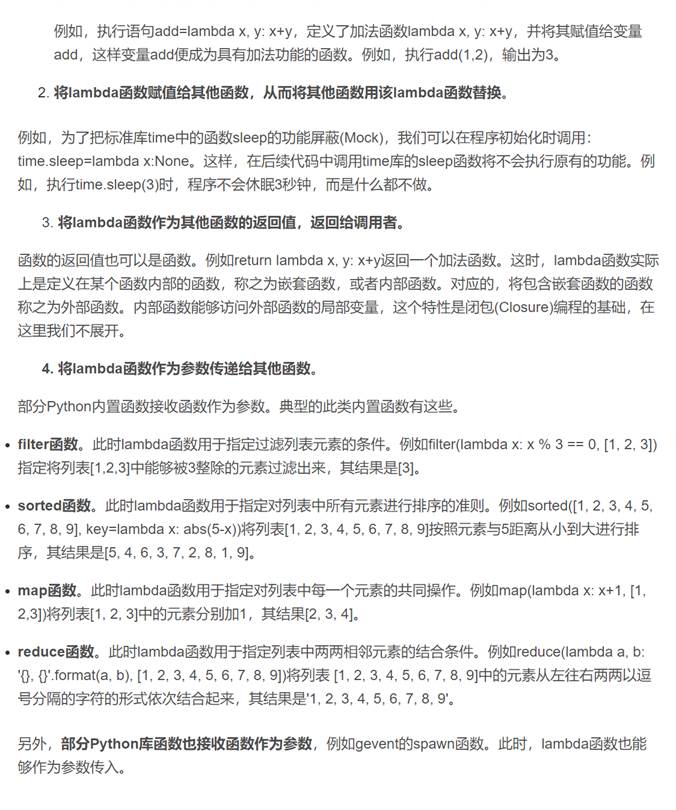 例如，执行语句add=lambda x, y: x+y，定义了加法函数lambda x, y: x+y，并将其赋值给变量
add，这样变量add便成为具有加法功能的函数。例如，执行add(1,2)，输出为3。
2. 将lambda函数赋值给其他函数，从而将其他函数用该lambda函数替换。
例如，为了把标准库time中的函数sleep的功能屏蔽(Mock)，我们可以在程序初始化时调用：
time.sleep=lambda x:None。这样，在后续代码中调用time库的sleep函数将不会执行原有的功能。例
如，执行time.sleep(3)时，程序不会休眠3秒钟，而是什么都不做。
3. 将lambda函数作为其他函数的返回值，返回给调用者。
函数的返回值也可以是函数。例如return lambda x, y: x+y返回一个加法函数。这时，lambda函数实际
上是定义在某个函数内部的函数，称之为嵌套函数，或者内部函数。对应的，将包含嵌套函数的函数
称之为外部函数。内部函数能够访问外部函数的局部变量，这个特性是闭包(Closure)编程的基础，在
这里我们不展开。
4. 将lambda函数作为参数传递给其他函数。
部分Python内置函数接收函数作为参数。典型的此类内置函数有这些。
• filter函数。此时lambda函数用于指定过滤列表元素的条件。例如filter(lambda x: x % 3 == 0, [1, 2, 3])
指定将列表[1,2,3]中能够被3整除的元素过滤出来，其结果是[3]。
• sorted函数。此时lambda函数用于指定对列表中所有元素进行排序的准则。例如sorted([1, 2, 3, 4, 5,
6, 7, 8, 9], key=lambda x: abs(5-x))将列表[1, 2, 3, 4, 5, 6, 7, 8, 9]按照元素与5距离从小到大进行排
序，其结果是[5, 4, 6, 3, 7, 2, 8, 1, 9]。
• map函数。此时lambda函数用于指定对列表中每一个元素的共同操作。例如map(lambda x: x+1, [1,
2,3])将列表[1, 2, 3]中的元素分别加1，其结果[2, 3, 4]。
• reduce函数。此时lambda函数用于指定列表中两两相邻元素的结合条件。例如reduce(lambda a, b:
'{}, {}'.format(a, b), [1, 2, 3, 4, 5, 6, 7, 8, 9])将列表 [1, 2, 3, 4, 5, 6, 7, 8, 9]中的元素从左往右两两以逗
号分隔的字符的形式依次结合起来，其结果是'1, 2, 3, 4, 5, 6, 7, 8, 9'。
另外，部分Python库函数也接收函数作为参数，例如gevent的spawn函数。此时，lambda函数也能
够作为参数传入。